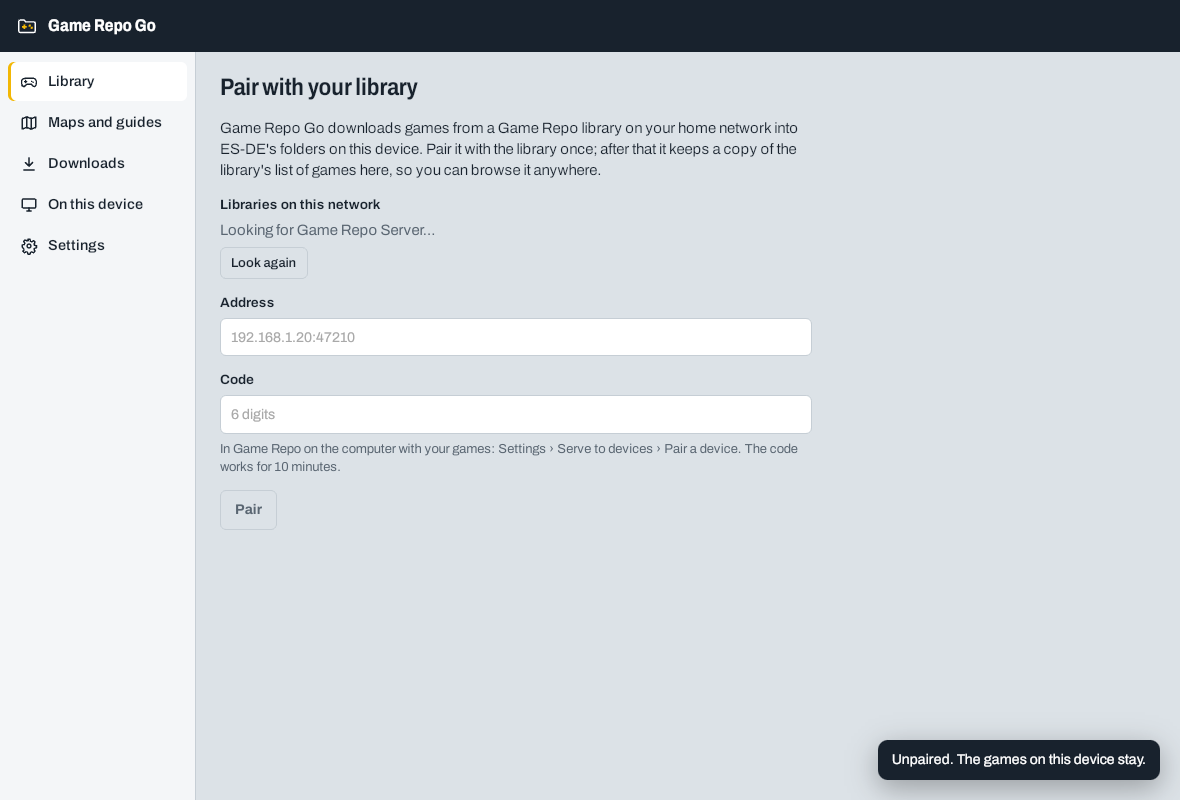 Game Repo Go
Library
Maps and guides
Downloads
On this device
Settings
Pair with your library
Game Repo Go downloads games from a Game Repo library on your home network into
ES-DE's folders on this device. Pair it with the library once; after that it keeps a copy of the
library's list of games here, so you can browse it anywhere.
Libraries on this network
Looking for Game Repo Server...
Look again
Address
192.168.1.20:47210
Code
6 digits
In Game Repo on the computer with your games: Settings › Serve to devices › Pair a device. The code
works for 10 minutes.
Pair
Unpaired. The games on this device stay.